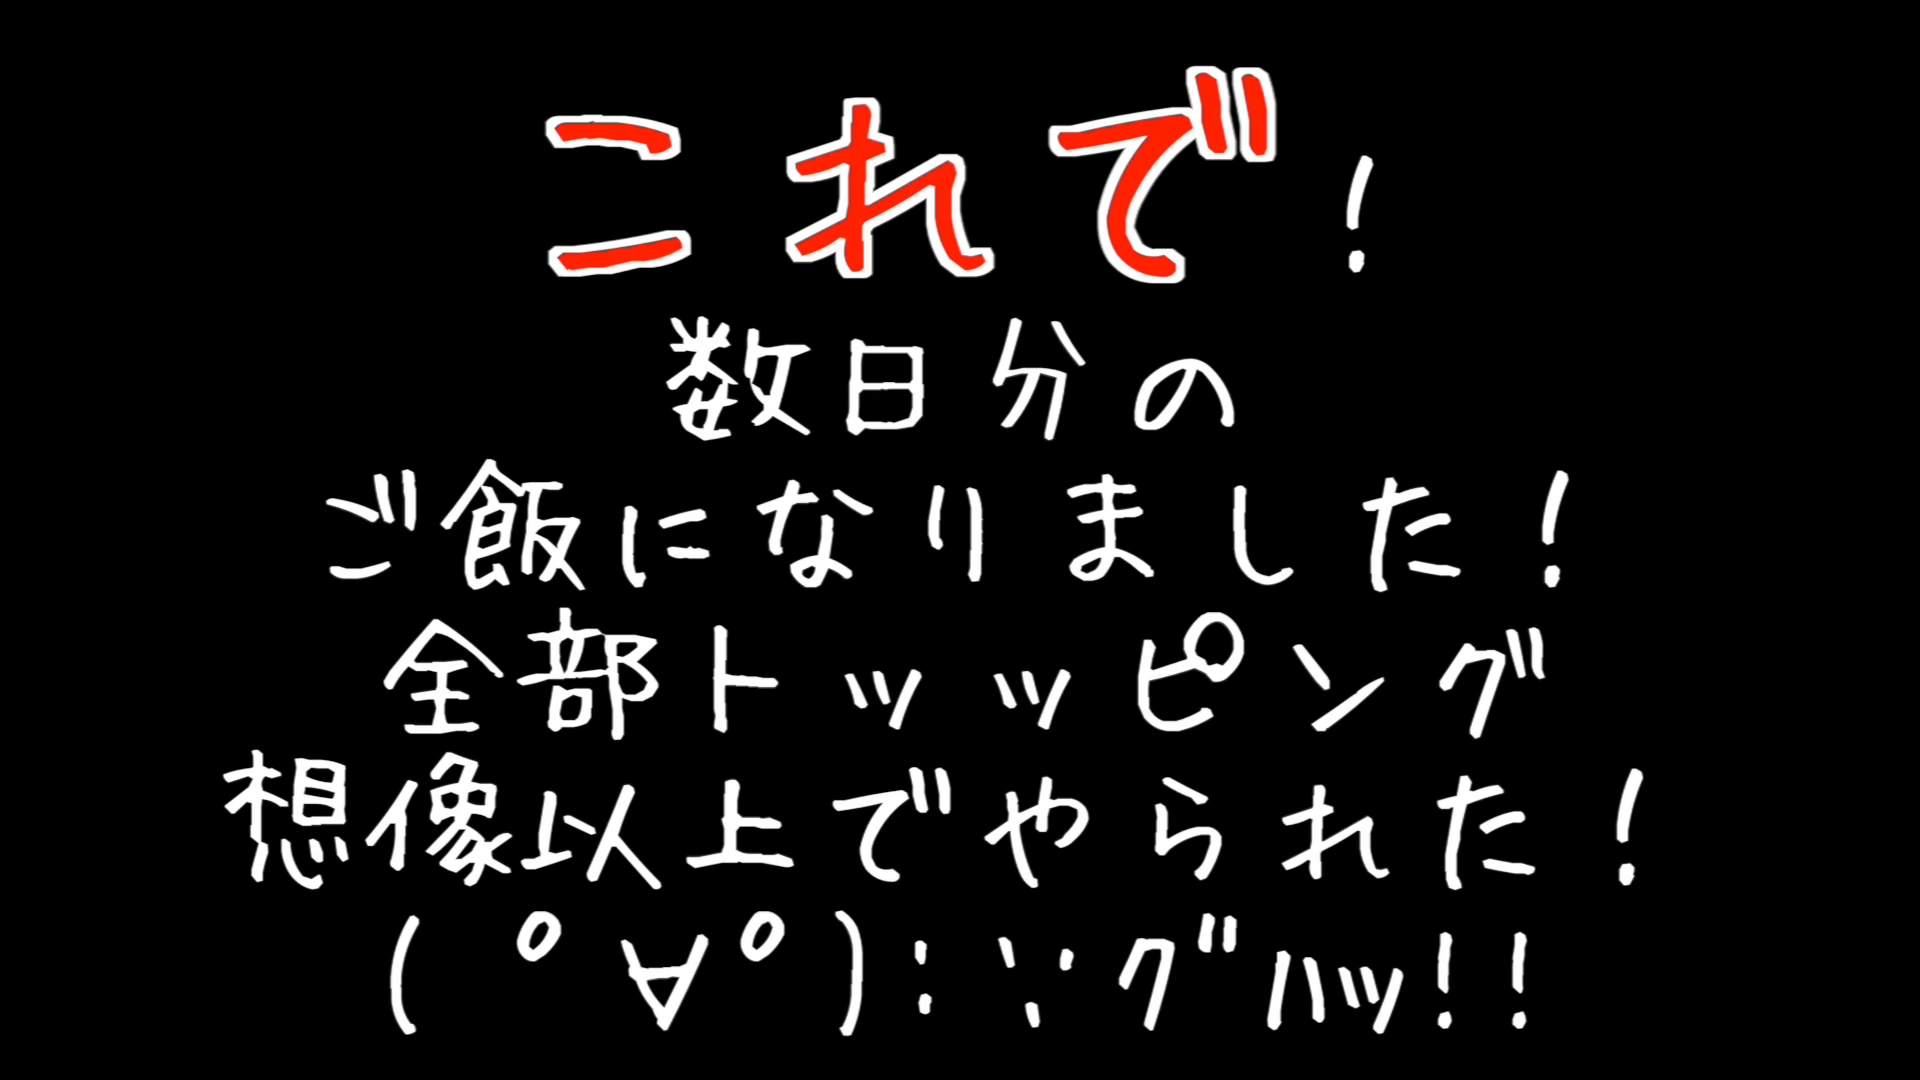 これで!
数日分の
ご飯になりました!
全部トッッピング
想像以上でやられた!
( º∀º):∵グハッ!!